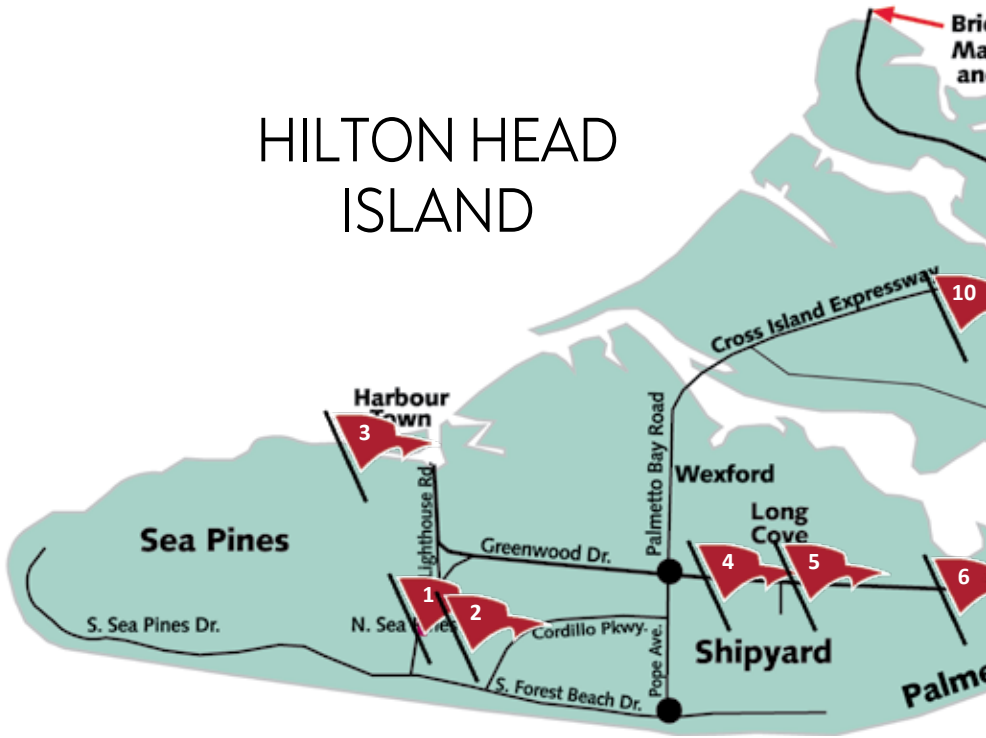 HILTON HEAD
ISLAND
Cross Island Expressway
10
Harbour
Town
3
Palmetto Bay Road
Wexford
Lighthouse Rd.
Long
Cove
Sea Pines
Greenwood Dr.
4
5
6
1
2
S. Sea Pines Dr.
N. Sea
Cordillo Pkwy.
Shipyard
Pope Ave.
S. Forest Beach Dr.